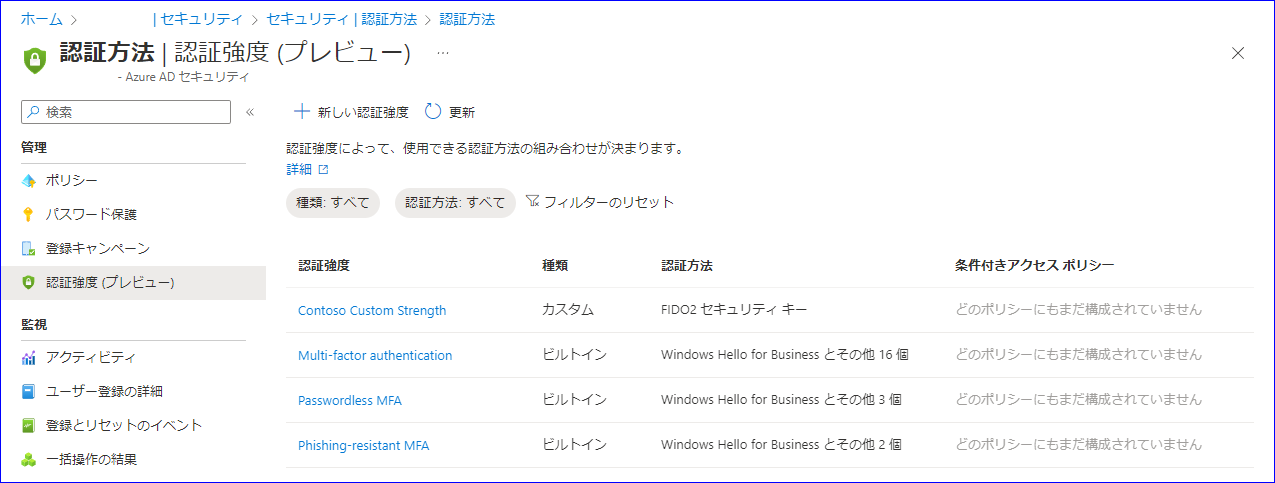 ホーム > | セキュリティ > セキュリティ | 認証方法 > 認証方法
認証方法 | 認証強度 (プレビュー) ...
- Azure AD セキュリティ
検索 «
管理
ポリシー
パスワード保護
登録キャンペーン
認証強度 (プレビュー)
監視
アクティビティ
ユーザー登録の詳細
登録とリセットのイベント
一括操作の結果
新しい認証強度 更新
認証強度によって、使用できる認証方法の組み合わせが決まります。
詳細
種類: すべて 認証方法: すべて フィルターのリセット
認証強度 種類 認証方法 条件付きアクセス ポリシー
Contoso Custom Strength カスタム FIDO2 セキュリティ キー どのポリシーにもまだ構成されていません
Multi-factor authentication ビルトイン Windows Hello for Business とその他 16 個 どのポリシーにもまだ構成されていません
Passwordless MFA ビルトイン Windows Hello for Business とその他 3 個 どのポリシーにもまだ構成されていません
Phishing-resistant MFA ビルトイン Windows Hello for Business とその他 2 個 どのポリシーにもまだ構成されていません